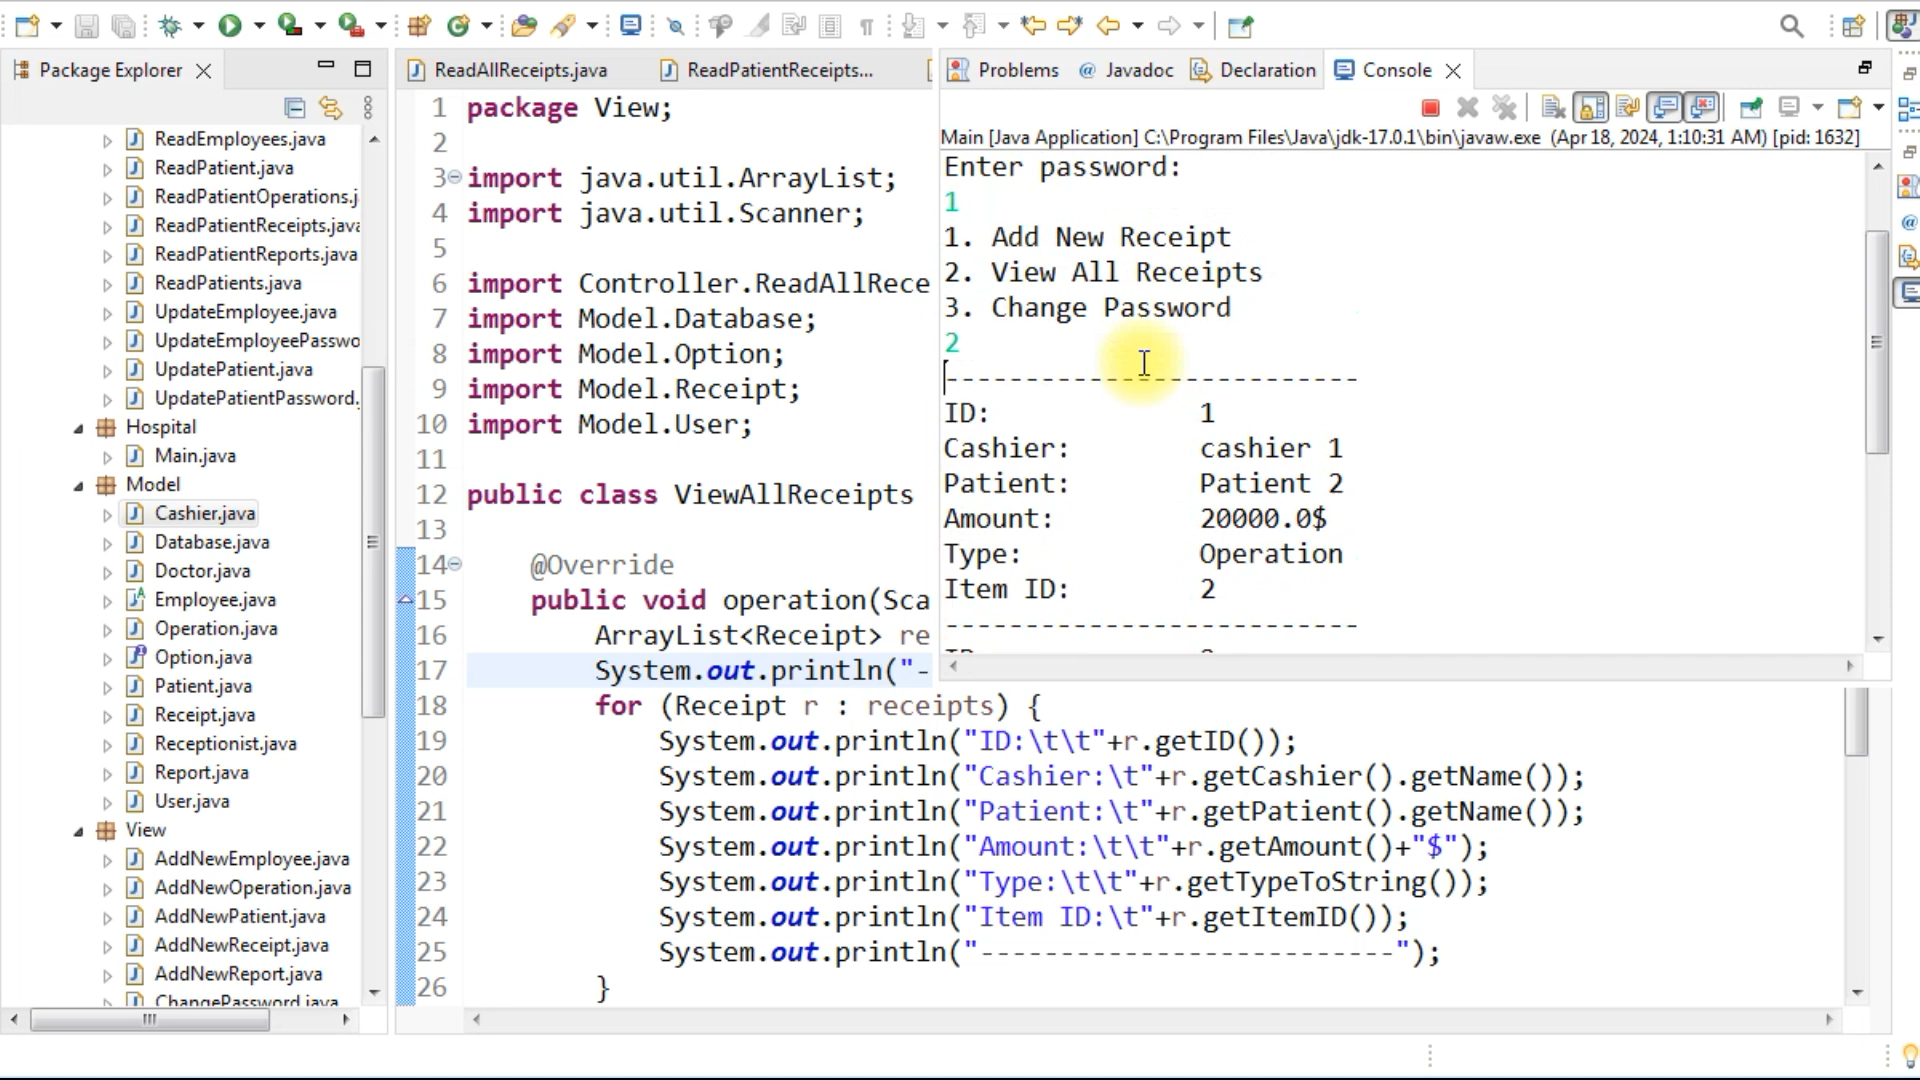 Package Explorer
ReadEmployees.java
ReadPatient.java
ReadPatientOperations.j
ReadPatientReceipts.java
ReadPatientReports.java
ReadPatients.java
UpdateEmployee.java
UpdateEmployeePasswo
UpdatePatient.java
UpdatePatientPassword.
Hospital
Main.java
Model
Cashier.java
Database.java
Doctor.java
Employee.java
Operation.java
Option.java
Patient.java
Receipt.java
Receptionist.java
Report.java
User.java
View
AddNewEmployee.java
AddNewOperation.java
AddNewPatient.java
AddNewReceipt.java
AddNewReport.java
ChangePassword.java
ReadAllReceipts.java ReadPatientReceipts...
1 package View;
2
3 import java.util.ArrayList;
4 import java.util.Scanner;
5
6 import Controller.ReadAllRece
7 import Model.Database;
8 import Model.Option;
9 import Model.Receipt;
10 import Model.User;
11
12 public class ViewAllReceipts
13
14 @Override
15 public void operation(Sca
16 ArrayList<Receipt> re
17 System.out.println("-
18 for (Receipt r : receipts) {
19 System.out.println("ID:\t\t"+r.getID());
20 System.out.println("Cashier:\t"+r.getCashier().getName());
21 System.out.println("Patient:\t"+r.getPatient().getName());
22 System.out.println("Amount:\t\t"+r.getAmount()+"$");
23 System.out.println("Type:\t\t"+r.getTypeToString());
24 System.out.println("Item ID:\t"+r.getItemID());
25 System.out.println("--------------------------");
26 }
Problems @ Javadoc Declaration Console
Main [Java Application] C:\Program Files\Java\jdk-17.0.1\bin\javaw.exe (Apr 18, 2024, 1:10:31 AM) [pid: 1632]
Enter password:
1
1. Add New Receipt
2. View All Receipts
3. Change Password
2
--------------------------
ID: 1
Cashier: cashier 1
Patient: Patient 2
Amount: 20000.0$
Type: Operation
Item ID: 2
--------------------------